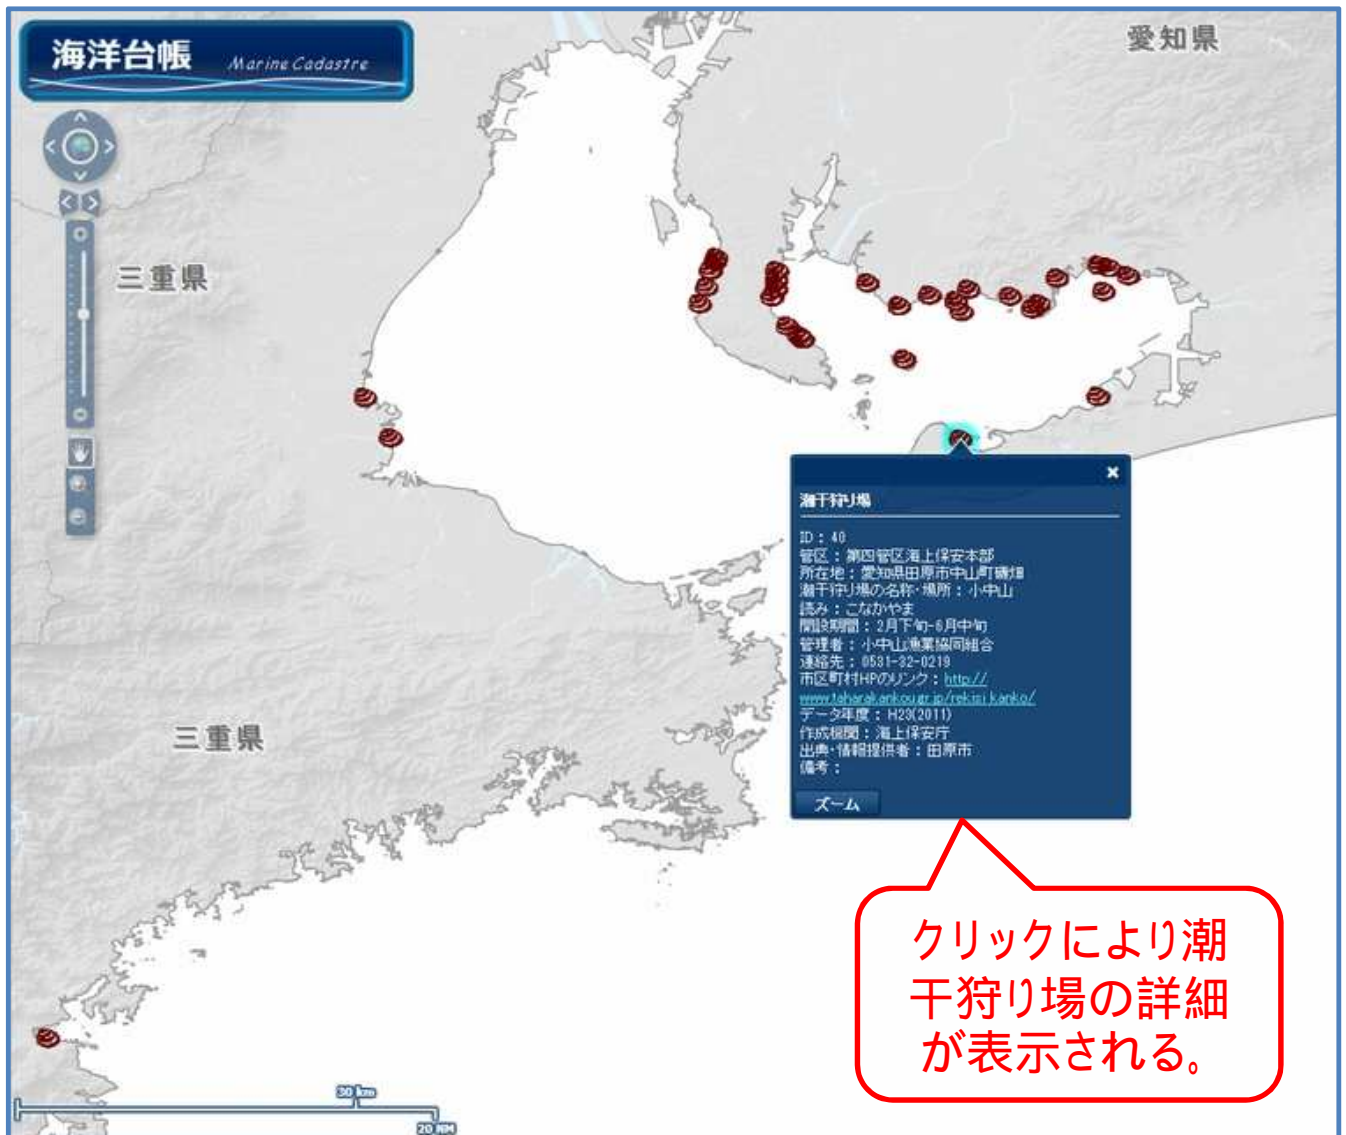 海洋台帳 Marine Cadastre
愛知県
三重県
三重県
潮干狩り場
ID : 40
管区 : 第四管区海上保安本部
所在地 : 愛知県田原市中山町磯畑
潮干狩り場の名称・場所 : 小中山
読み : こなかやま
開設期間 : 2月下旬-6月中旬
管理者 : 小中山漁業協同組合
連絡先 : 0531-32-0219
市区町村HPのリンク : http://
www.taharakankou.gr.jp/rekisi_kanko/
データ年度 : H23(2011)
作成機関 : 海上保安庁
出典・情報提供者 : 田原市
備考 :
ズーム
クリックにより潮
干狩り場の詳細
が表示される。
30 km
20 NM